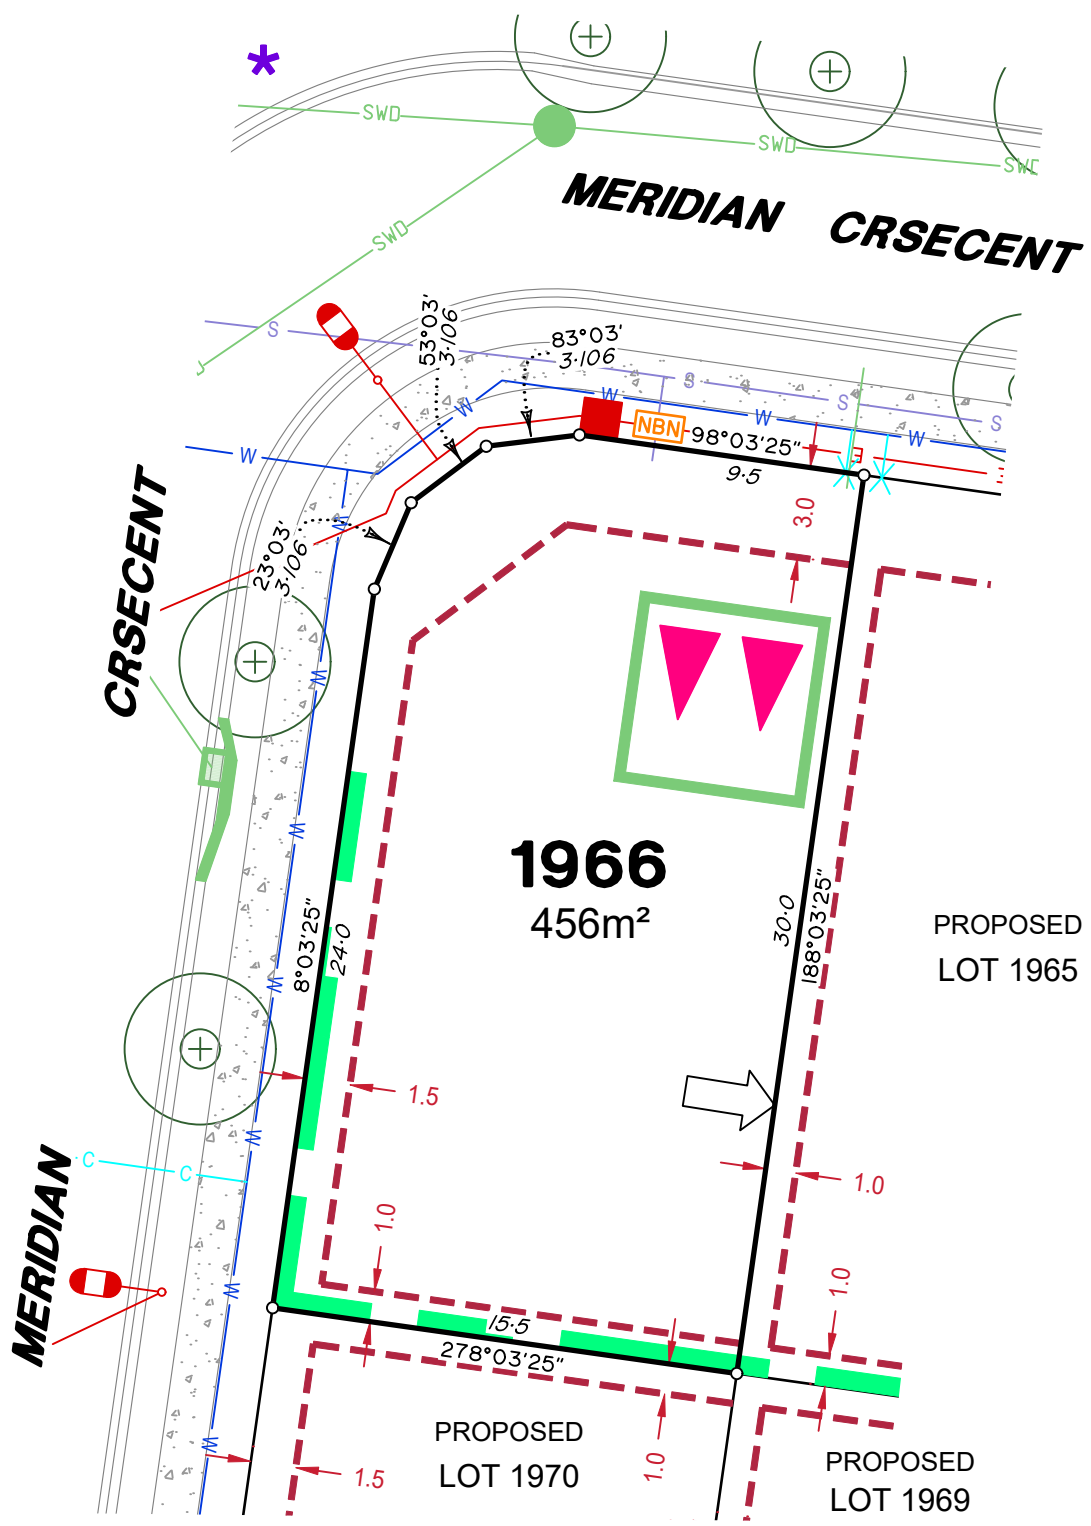 *
SWD
SWD
SWD
SWD
MERIDIAN CRSECENT
S
S
S
S
53°03'
3·106
83°03'
3·106
W
W
W
W
W
NBN
98°03'25"
9·5
E
3.0
23°03'
3·106
W
CRSECENT
W
W
1966
456m²
8°03'25"
24·0
30·0
188°03'25"
PROPOSED
LOT 1965
W
1.5
W
C
C
1.0
1.0
MERIDIAN
W
1.0
15·5
278°03'25"
PROPOSED
LOT 1970
1.0
1.5
W
PROPOSED
LOT 1969